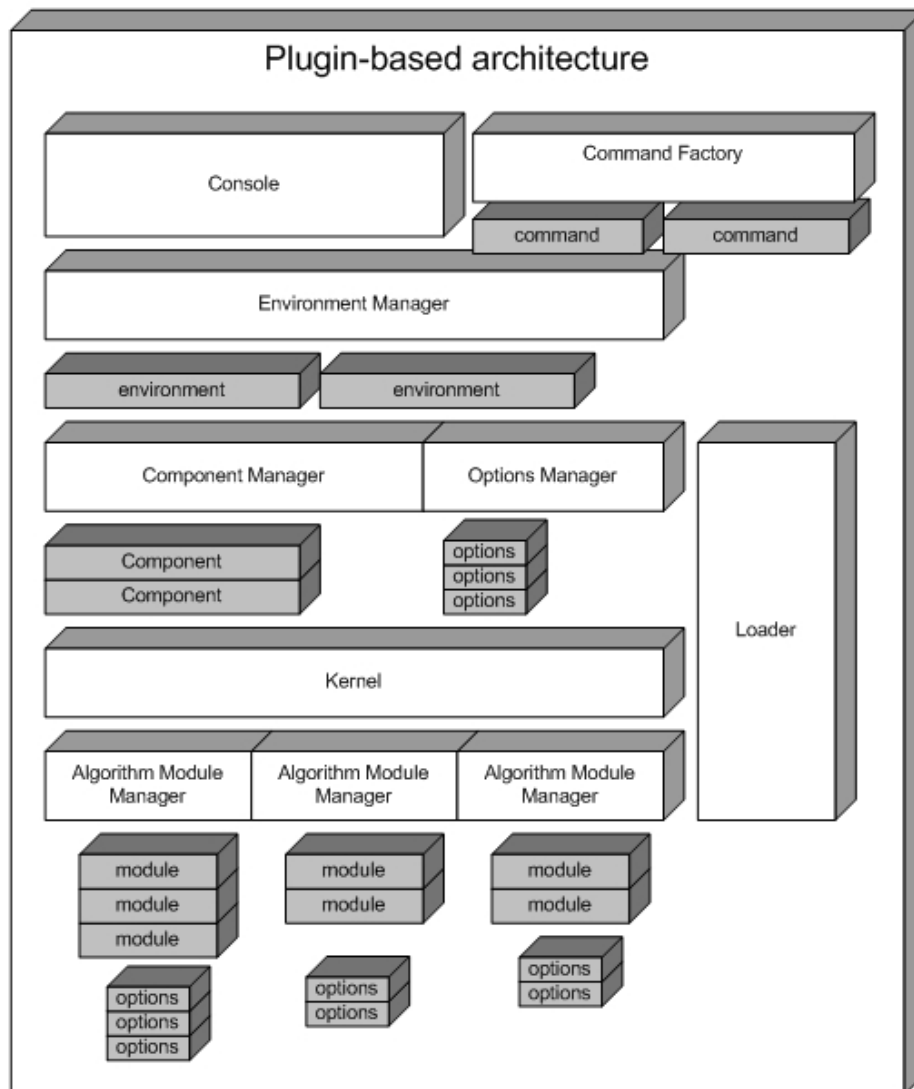 Plugin-based architecture
Console
Command Factory
command
command
Environment Manager
environment
environment
Component Manager
Options Manager
Component
Component
options
options
options
Loader
Kernel
Algorithm Module
Manager
Algorithm Module
Manager
Algorithm Module
Manager
module
module
module
module
module
module
module
options
options
options
options
options
options
options